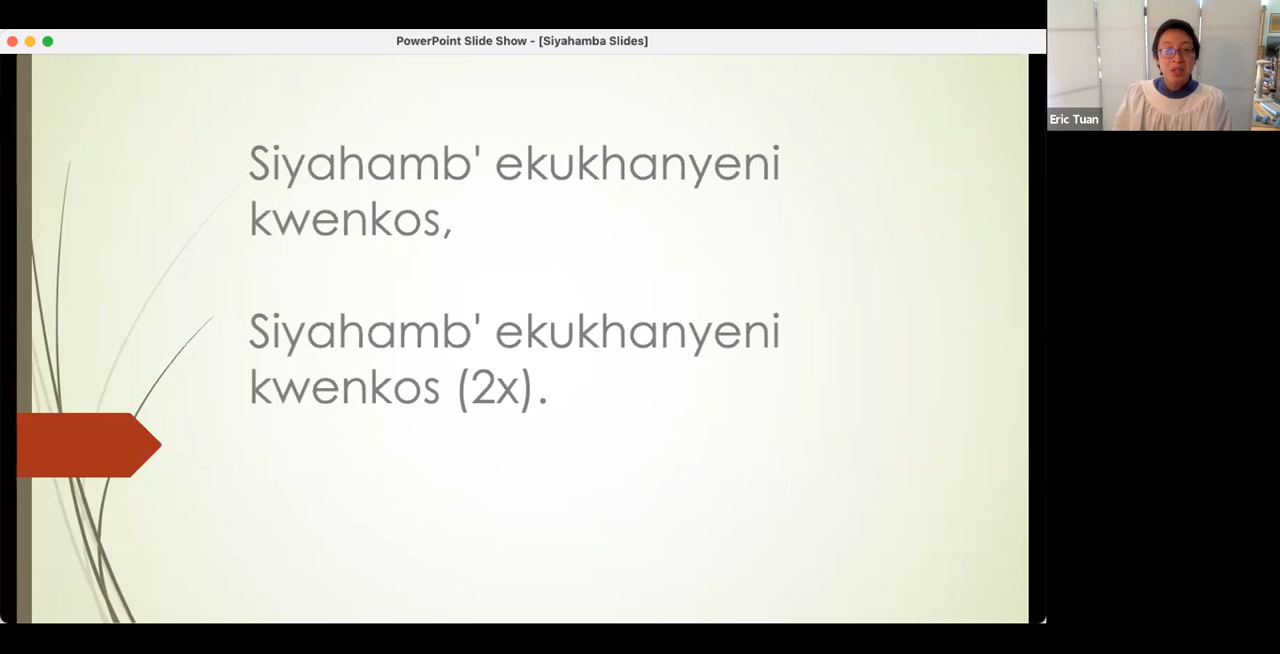 PowerPoint Slide Show - [Siyahamba Slides]
Siyahamb' ekukhanyeni
kwenkos,
Siyahamb' ekukhanyeni
kwenkos (2x).
Eric Tuan